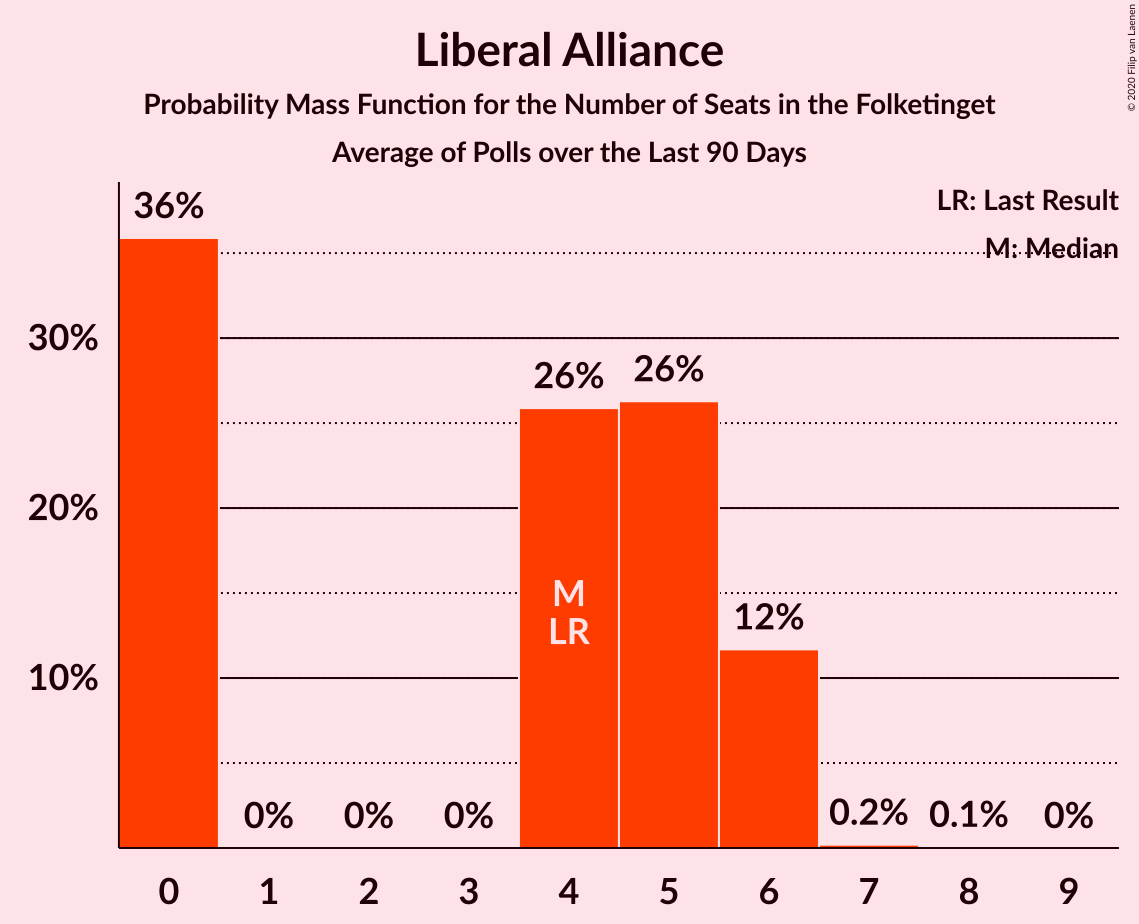 Liberal Alliance
Probability Mass Function for the Number of Seats in the Folketinget
Average of Polls over the Last 90 Days
© 2020 Filip van Laenen
LR: Last Result
M: Median
36%
0%
0%
0%
26%
26%
12%
0.2%
0.1%
0%
M
LR
30%
20%
10%
0 1 2 3 4 5 6 7 8 9